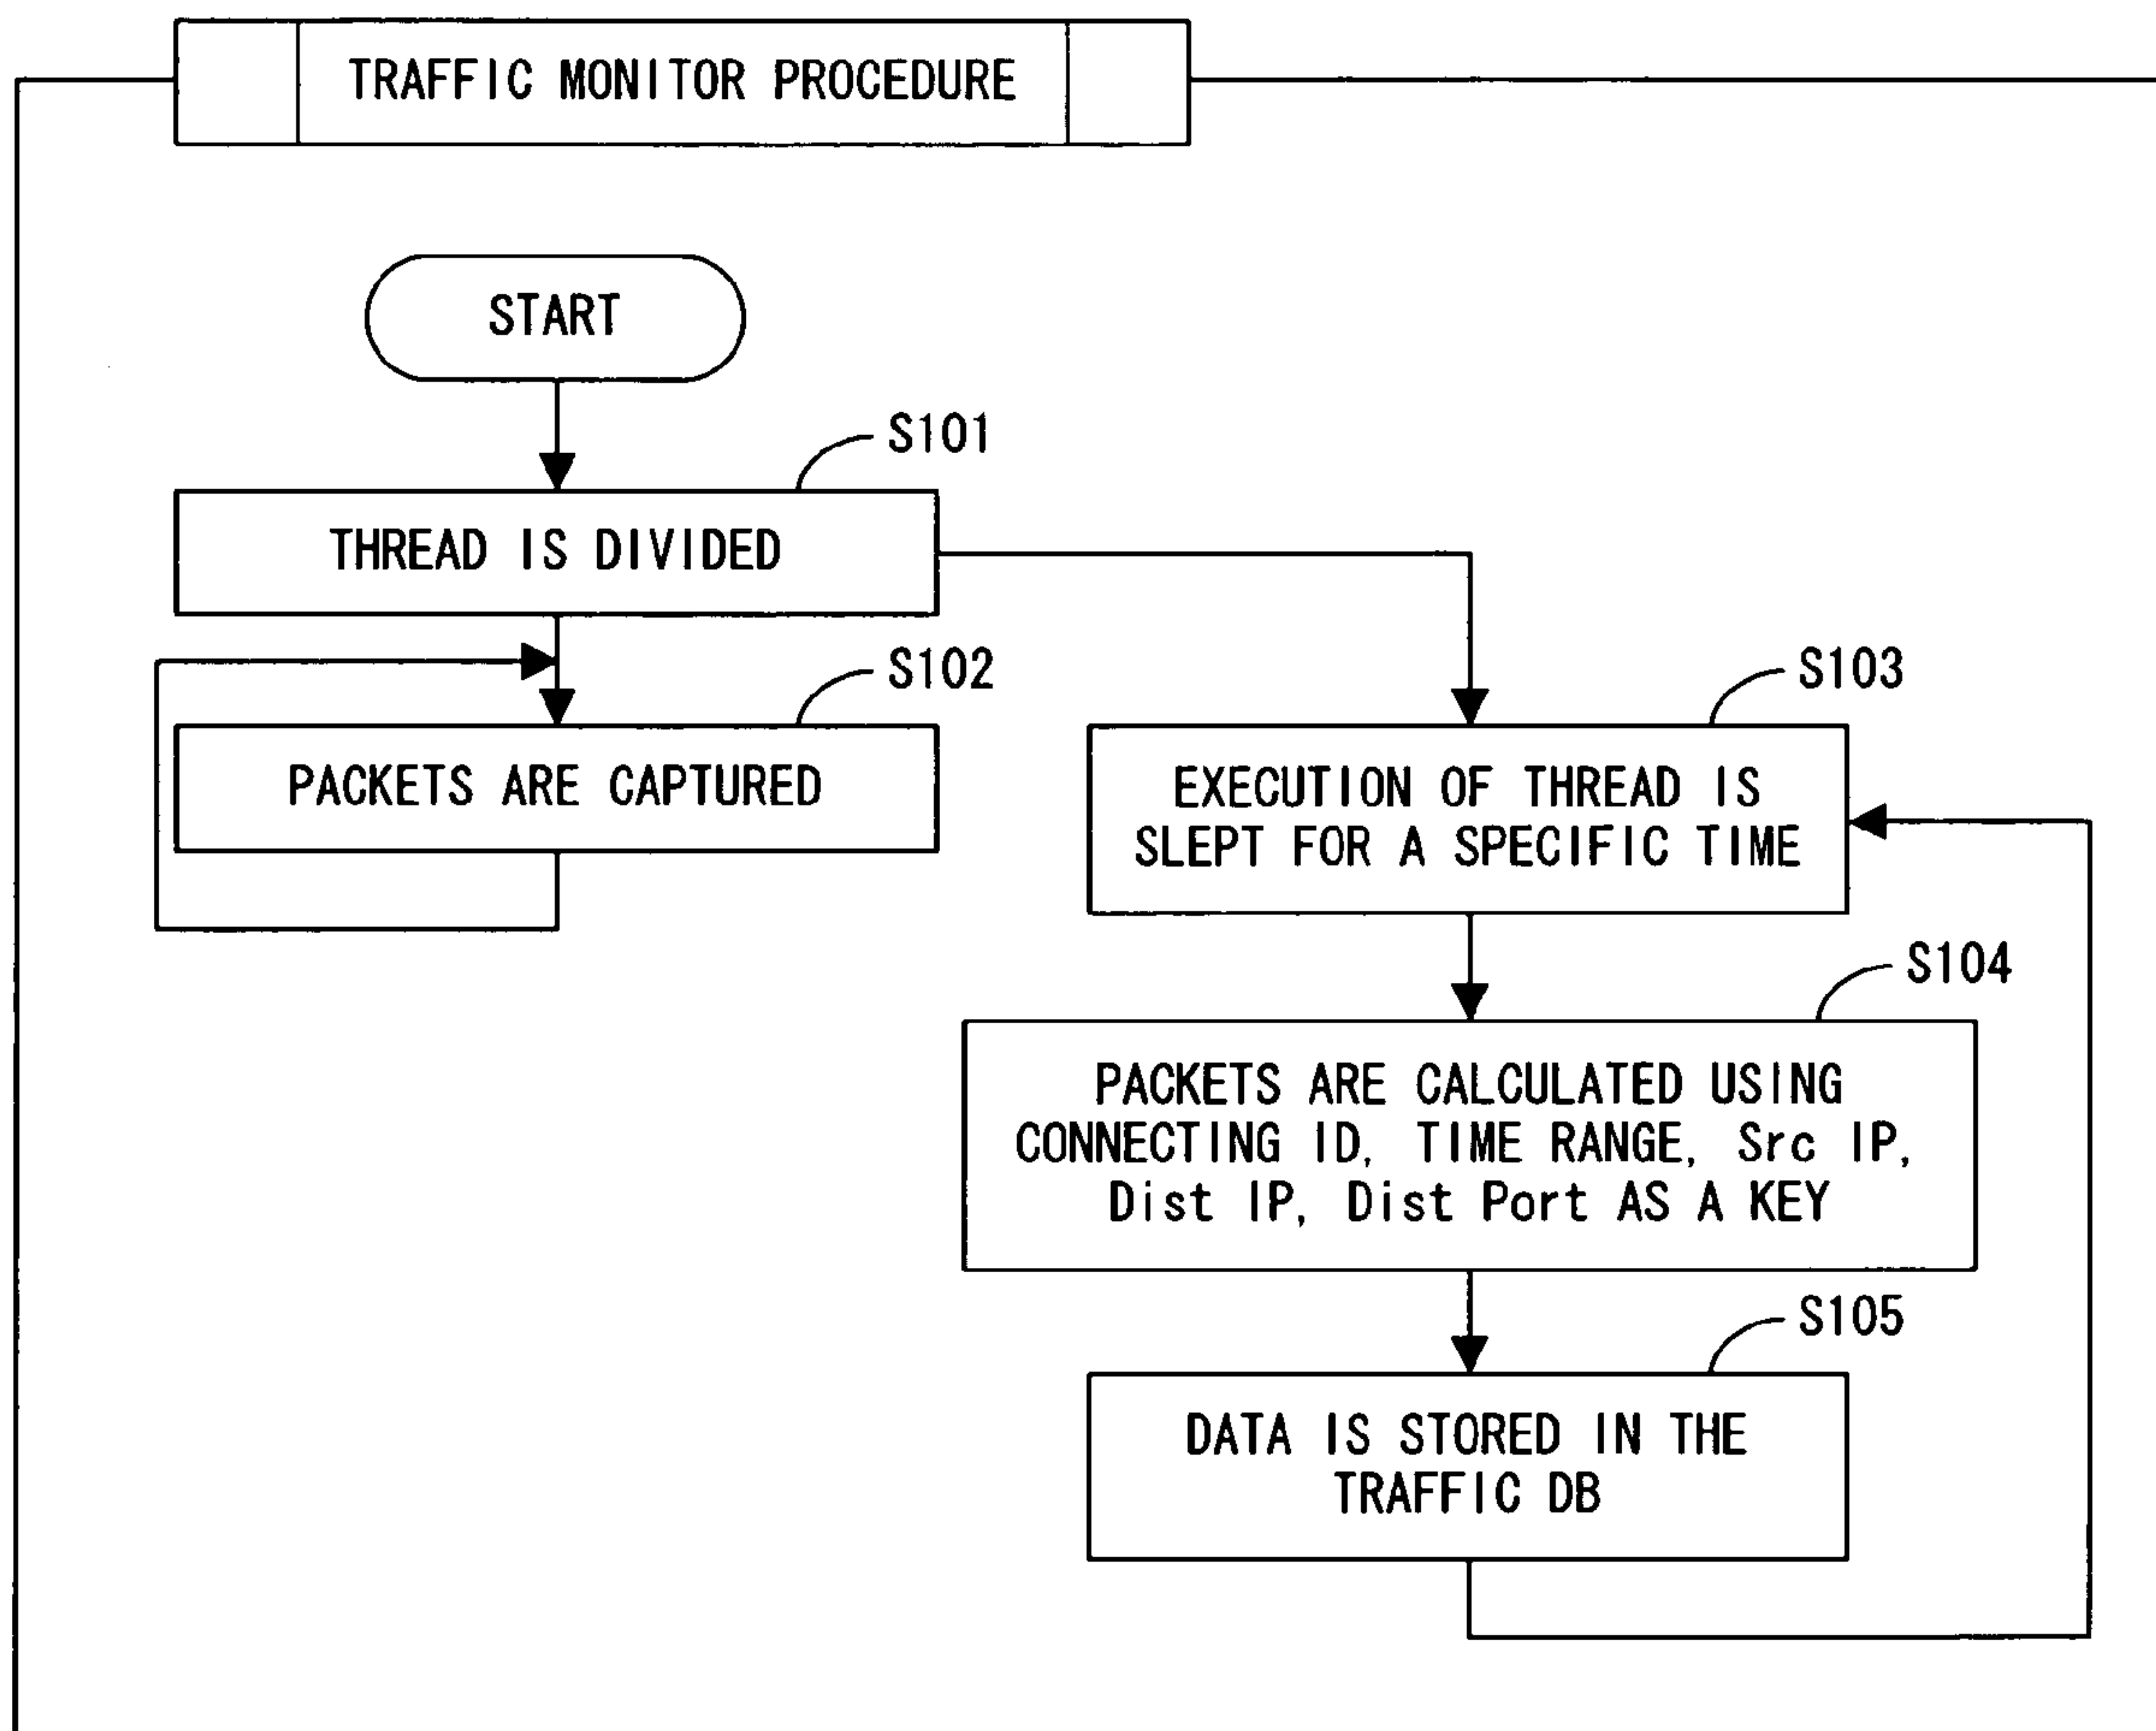 TRAFFIC MONITOR PROCEDURE
START
S101
THREAD IS DIVIDED
S102
PACKETS ARE CAPTURED
S103
EXECUTION OF THREAD IS
SLEPT FOR A SPECIFIC TIME
S104
PACKETS ARE CALCULATED USING
CONNECTING ID, TIME RANGE, Src IP,
Dist IP, Dist Port AS A KEY
S105
DATA IS STORED IN THE
TRAFFIC DB